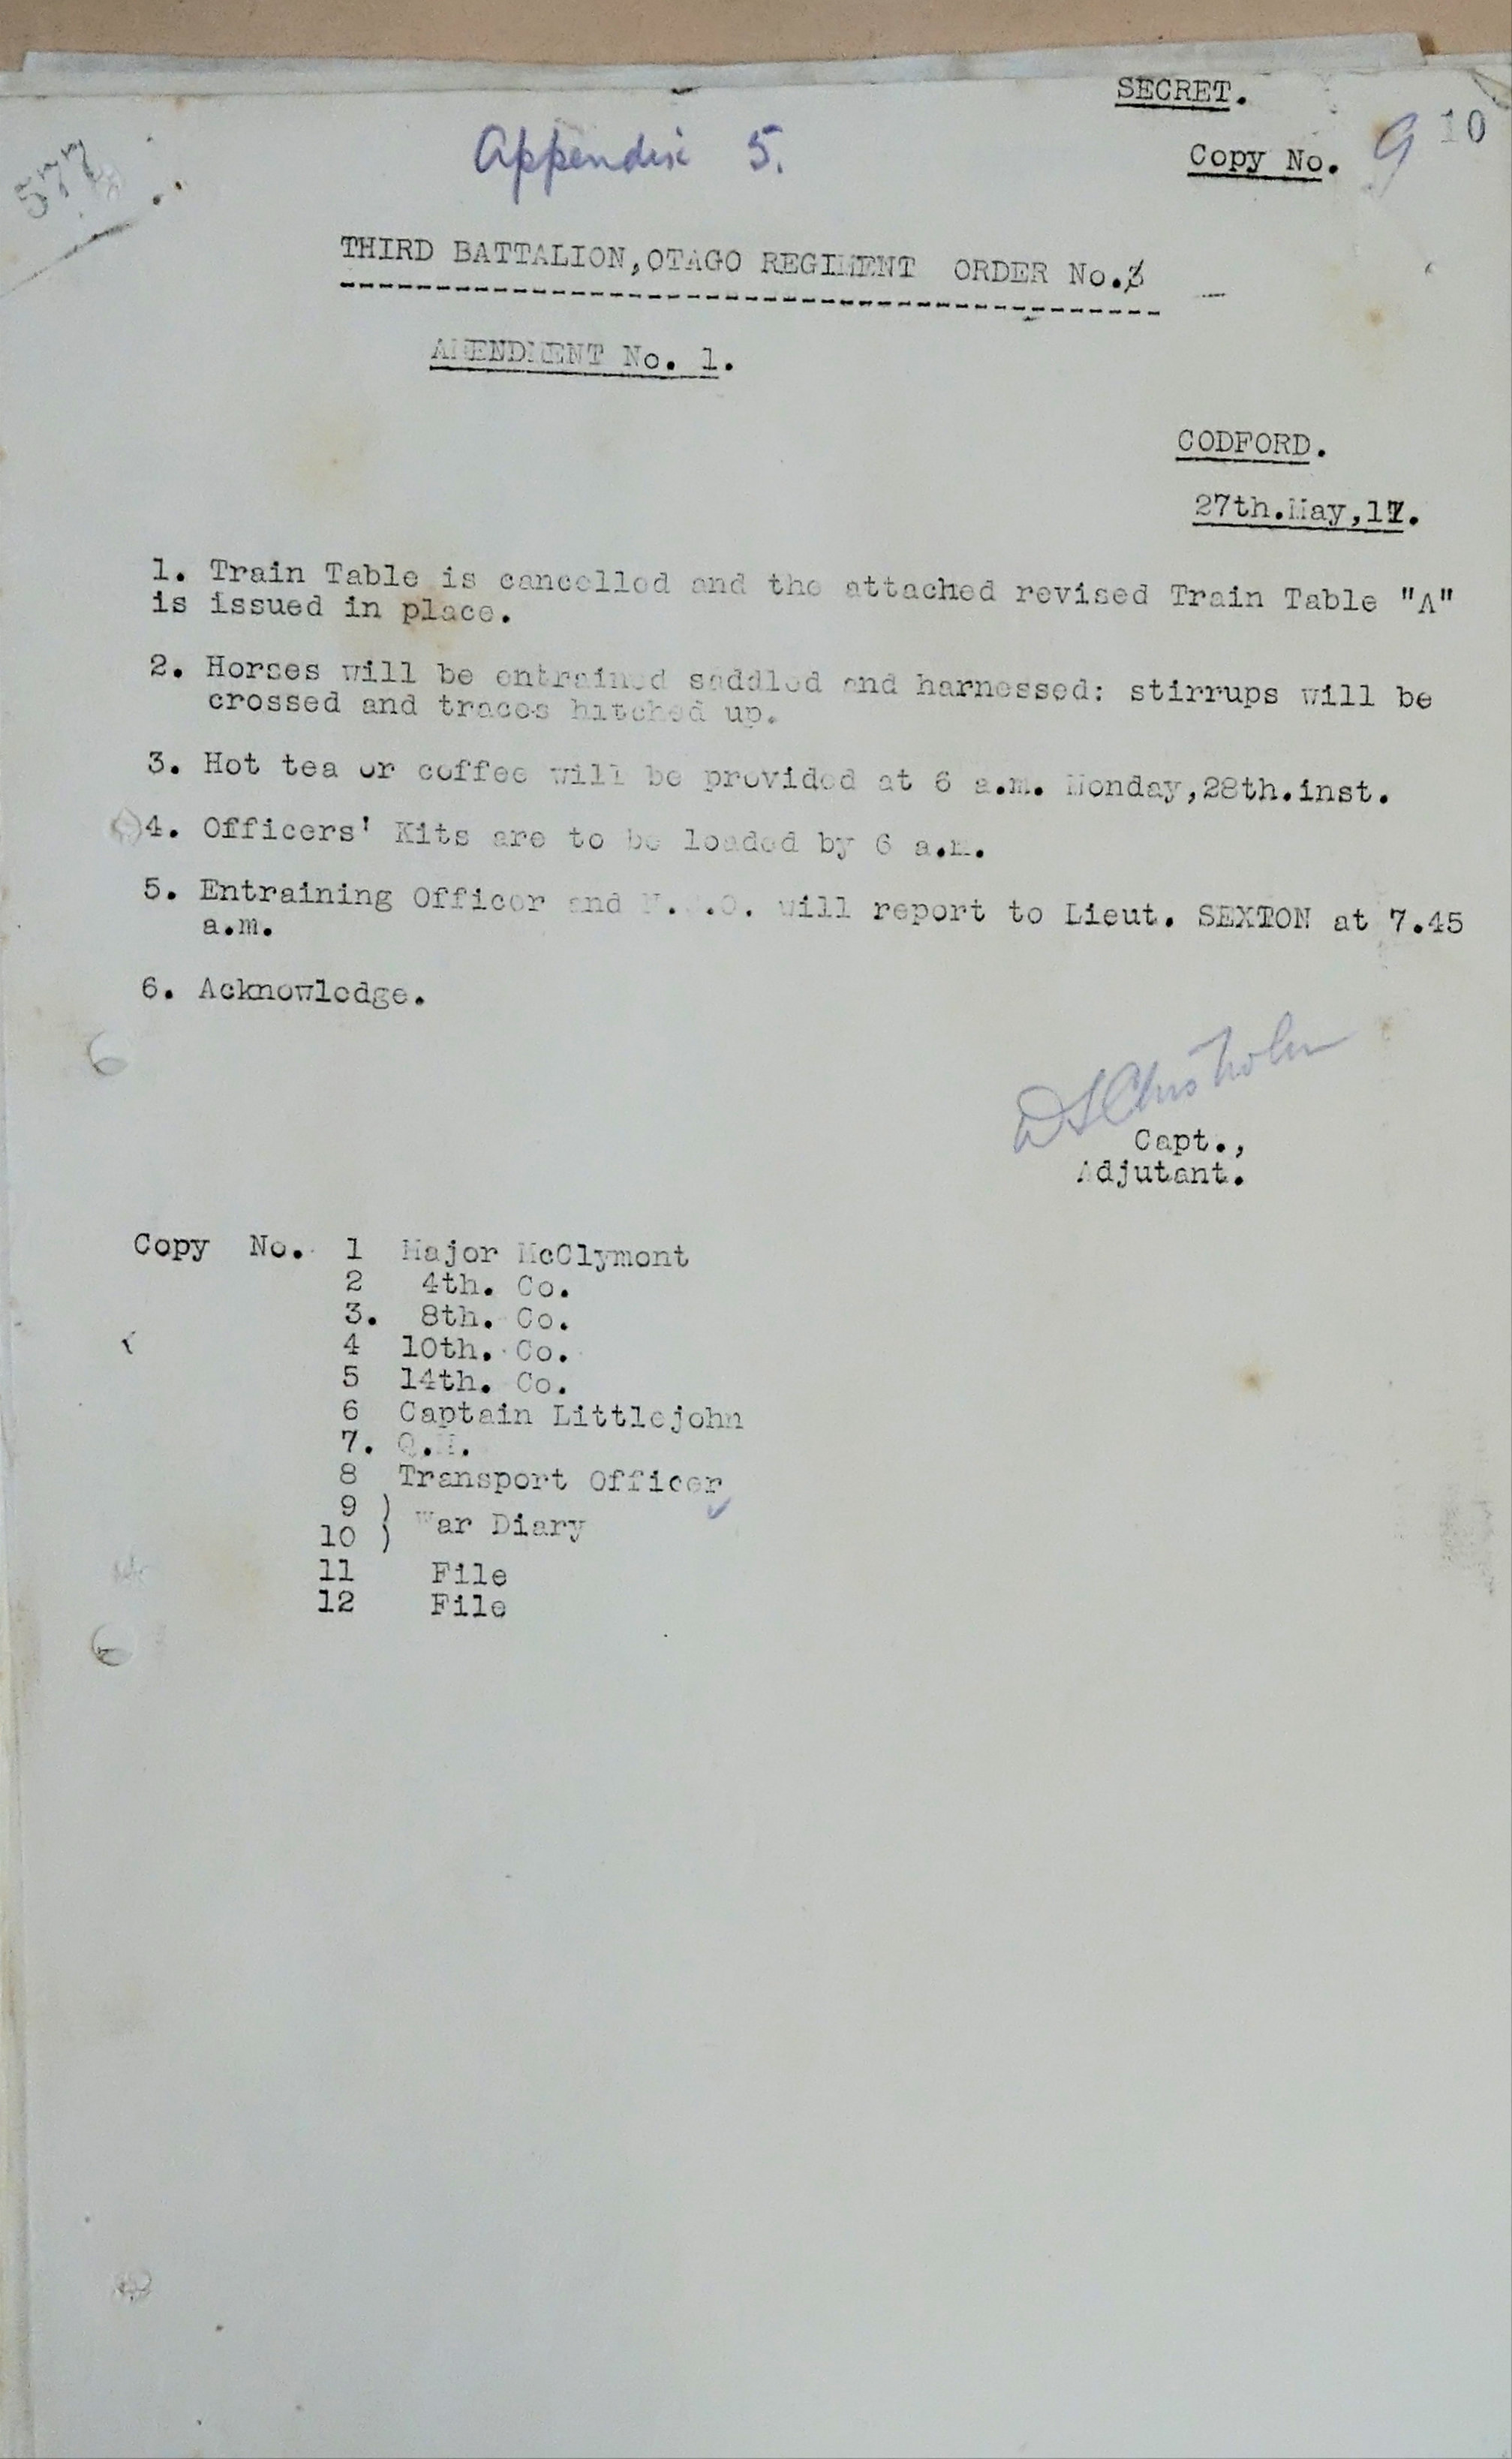 SECRET.
Appendix 5.
Copy No. 9 10
577
THIRD BATTALION,OTAGO REGIMENT ORDER No.3
AMENDMENT No. 1.
CODFORD.
27th.May,17.
1. Train Table is cancelled and the attached revised Train Table "A"
is issued in place.
2. Horses will be entrained saddled and harnessed: stirrups will be
crossed and traces hitched up.
3. Hot tea or coffee will be provided at 6 a.m. Monday,28th.inst.
4. Officers' Kits are to be loaded by 6 a.m.
5. Entraining Officer and N.C.O. will report to Lieut. SEXTON at 7.45
a.m.
6. Acknowledge.
D S Chisholm
Capt.,
Adjutant.
Copy No. 1 Major McClymont
2 4th. Co.
3. 8th. Co.
4 10th. Co.
5 14th. Co.
6 Captain Littlejohn
7. Q.M.
8 Transport Officer
9 )
War Diary
10 )
11 File
12 File